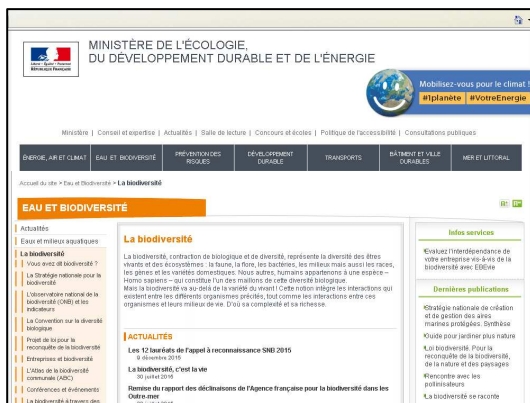 MINISTÈRE DE L'ÉCOLOGIE,
DU DÉVELOPPEMENT DURABLE ET DE L'ÉNERGIE
Liberté • Égalité • Fraternité
RÉPUBLIQUE FRANÇAISE
Mobilisez-vous pour le climat !
#1planète #VotreEnergie
Ministère | Conseil et expertise | Actualités | Salle de lecture | Concours et écoles | Politique de l'accessibilité | Consultations publiques
ÉNERGIE, AIR ET CLIMAT
EAU ET BIODIVERSITÉ
PRÉVENTION DES
RISQUES
DÉVELOPPEMENT
DURABLE
TRANSPORTS
BÂTIMENT ET VILLE
DURABLES
MER ET LITTORAL
Accueil du site > Eau et Biodiversité > La biodiversité
EAU ET BIODIVERSITÉ
Actualités
Eaux et milieux aquatiques
La biodiversité
Vous avez dit biodiversité ?
La Stratégie nationale pour la
biodiversité
L'observatoire national de la
biodiversité (ONB) et les
indicateurs
La Convention sur la diversité
biologique
Projet de loi pour la
reconquête de la biodiversité
Entreprises et biodiversité
L'Atlas de la biodiversité
communale (ABC)
Conférences et événements
La biodiversité à travers des
La biodiversité
La biodiversité, contraction de biologique et de diversité, représente la diversité des êtres
vivants et des écosystèmes : la faune, la flore, les bactéries, les milieux mais aussi les races,
les gènes et les variétés domestiques. Nous autres, humains appartenons à une espèce –
Homo sapiens – qui constitue l'un des maillons de cette diversité biologique.
Mais la biodiversité va au-delà de la variété du vivant ! Cette notion intègre les interactions qui
existent entre les différents organismes précités, tout comme les interactions entre ces
organismes et leurs milieux de vie. D'où sa complexité et sa richesse.
ACTUALITÉS
Les 12 lauréats de l'appel à reconnaissance SNB 2015
9 décembre 2015
La biodiversité, c'est la vie
30 juillet 2015
Remise du rapport des déclinaisons de l'Agence française pour la biodiversité dans les
Outre-mer
Infos services
Evaluez l'interdépendance de
votre entreprise vis-à-vis de la
biodiversité avec EBEvie
Dernières publications
Stratégie nationale de création
et de gestion des aires
marines protégées. Synthèse
Guide pour jardiner plus nature
Loi biodiversité. Pour la
reconquête de la biodiversité,
de la nature et des paysages
Rencontre avec les
pollinisateurs
La biodiversité se raconte